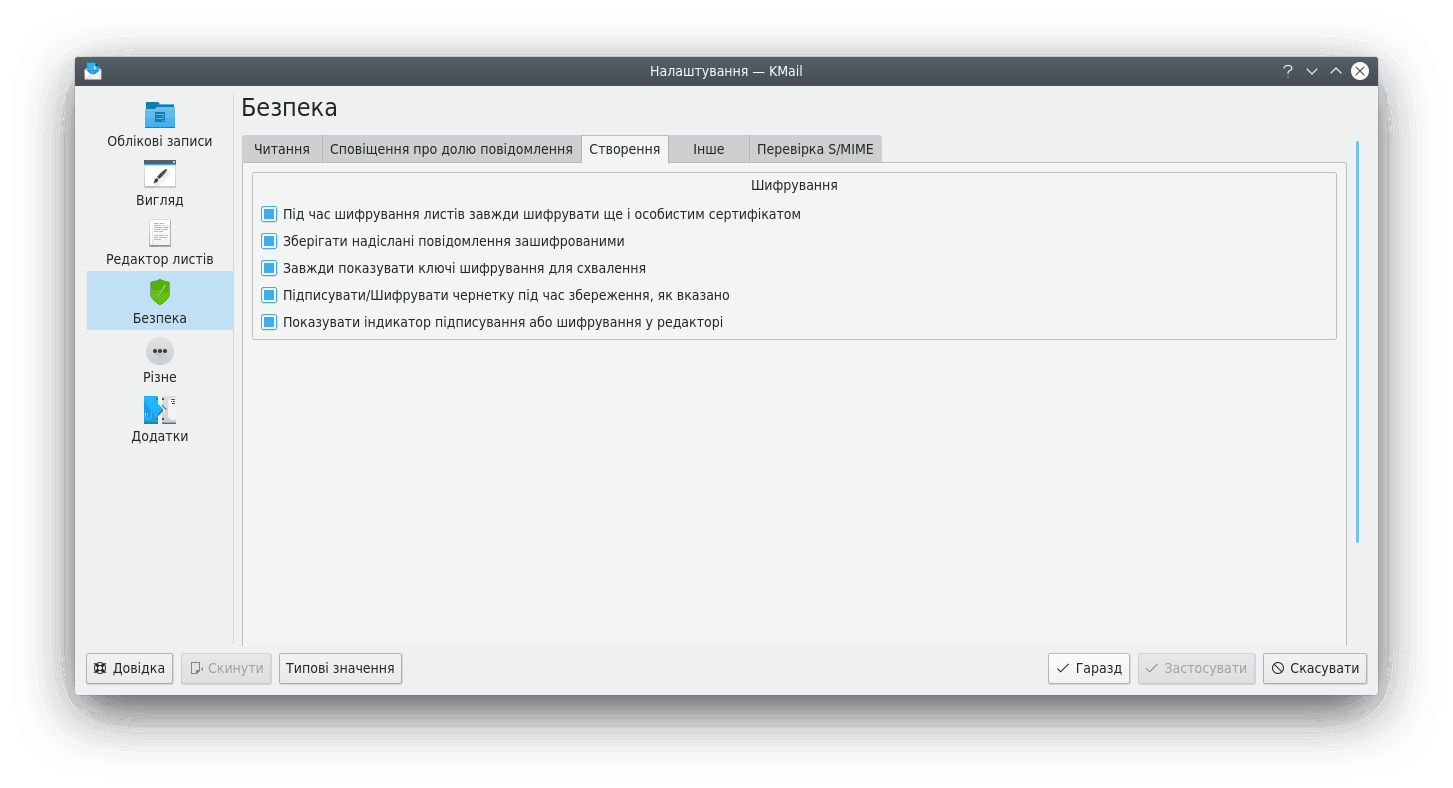 Налаштування — KMail
Облікові записи
Вигляд
Редактор листів
Безпека
Різне
Додатки
Безпека
Читання
Сповіщення про долю повідомлення
Створення
Інше
Перевірка S/MIME
Шифрування
Під час шифрування листів завжди шифрувати ще і особистим сертифікатом
Зберігати надіслані повідомлення зашифрованими
Завжди показувати ключі шифрування для схвалення
Підписувати/Шифрувати чернетку під час збереження, як вказано
Показувати індикатор підписування або шифрування у редакторі
Довідка
Скинути
Типові значення
Гаразд
Застосувати
Скасувати